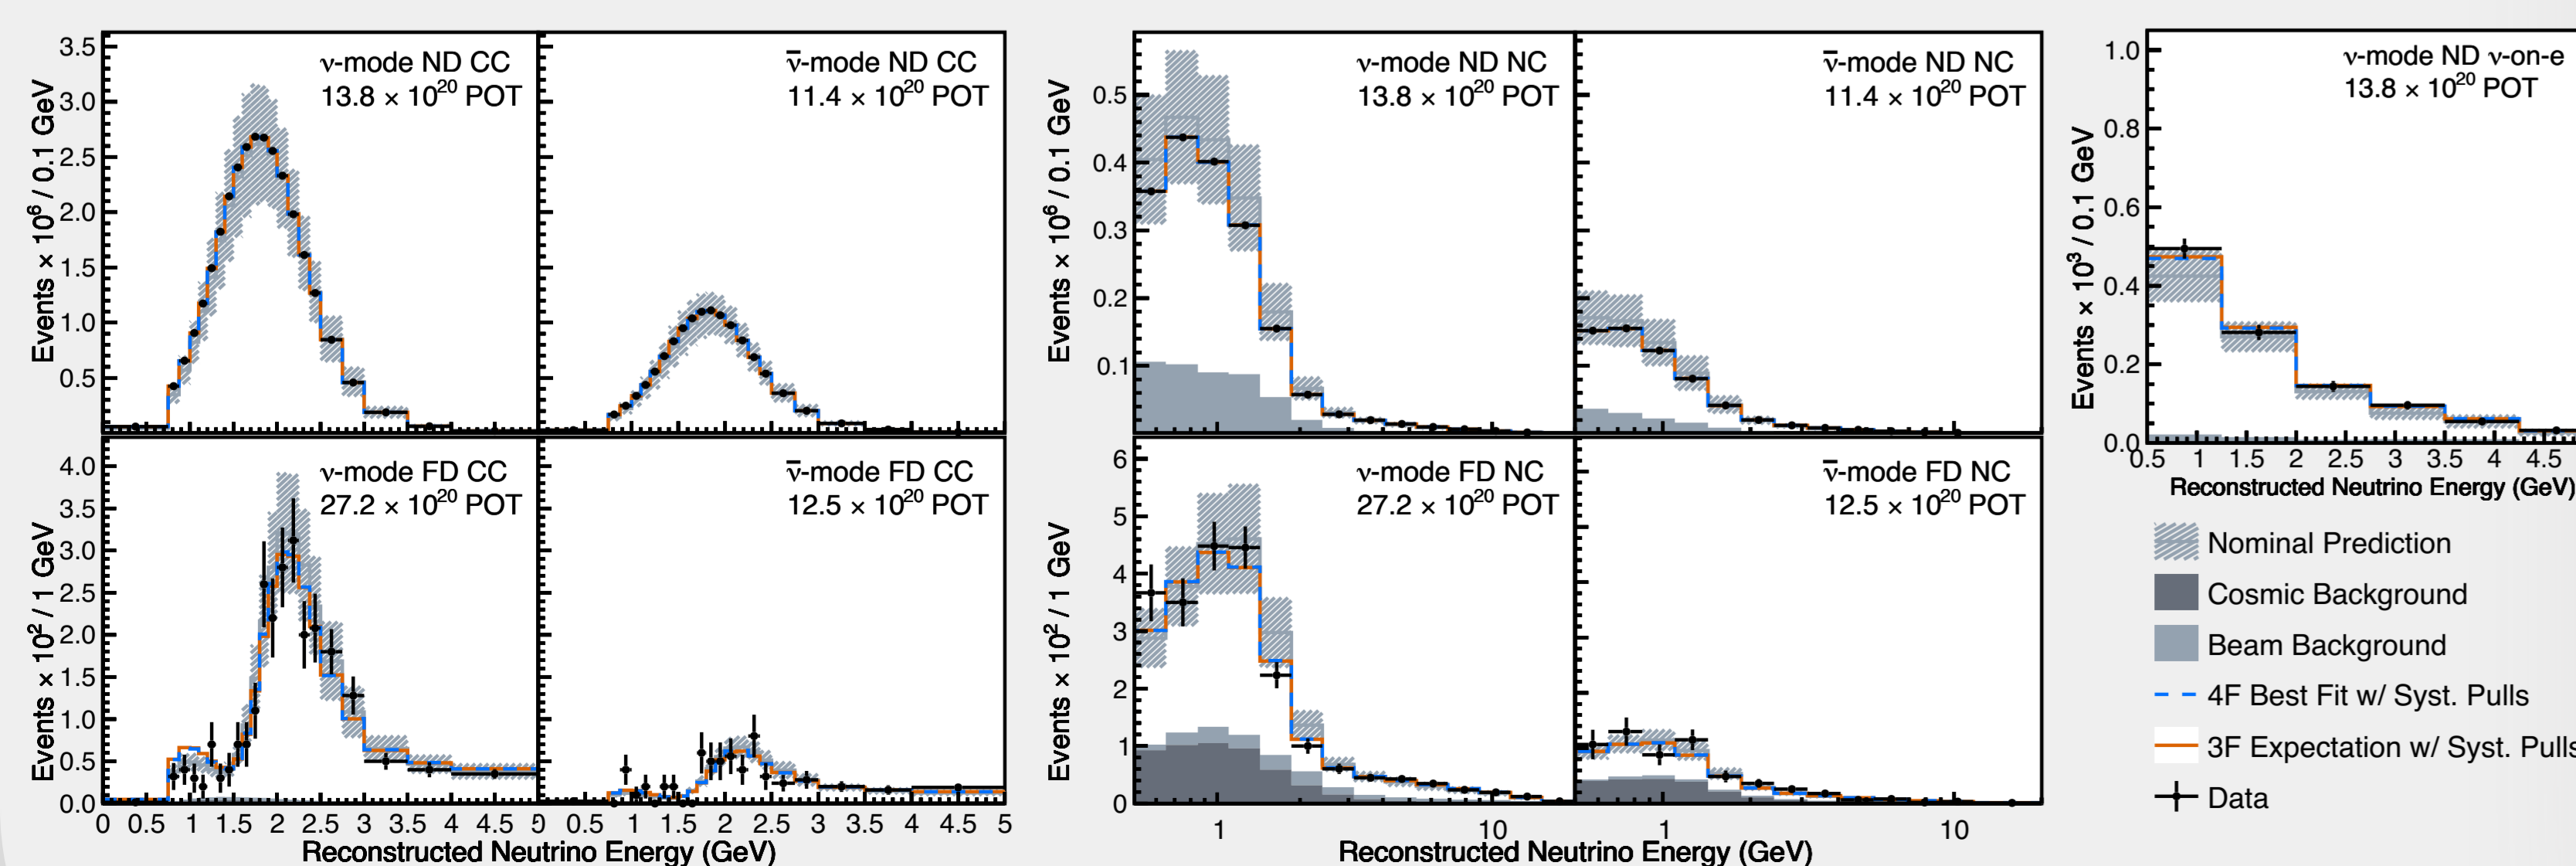 ν-mode ND CC
13.8 × 10²⁰ POT
ν̄-mode ND CC
11.4 × 10²⁰ POT
Events × 10⁶ / 0.1 GeV
3.5
3.0
2.5
2.0
1.5
1.0
0.5
ν-mode FD CC
27.2 × 10²⁰ POT
ν̄-mode FD CC
12.5 × 10²⁰ POT
Events × 10² / 1 GeV
4.0
3.5
3.0
2.5
2.0
1.5
1.0
0.5
0.0
0 0.5 1 1.5 2 2.5 3 3.5 4 4.5 0 0.5 1 1.5 2 2.5 3 3.5 4 4.5 5
Reconstructed Neutrino Energy (GeV)
ν-mode ND NC
13.8 × 10²⁰ POT
ν̄-mode ND NC
11.4 × 10²⁰ POT
Events × 10⁶ / 0.1 GeV
0.5
0.4
0.3
0.2
0.1
ν-mode FD NC
27.2 × 10²⁰ POT
ν̄-mode FD NC
12.5 × 10²⁰ POT
Events × 10² / 1 GeV
6
5
4
3
2
1
0
1 10 1 10
Reconstructed Neutrino Energy (GeV)
ν-mode ND ν-on-e
13.8 × 10²⁰ POT
Events × 10³ / 0.1 GeV
1.0
0.8
0.6
0.4
0.2
0.0
0.5 1 1.5 2 2.5 3 3.5 4 4.5
Reconstructed Neutrino Energy (GeV)
Nominal Prediction
Cosmic Background
Beam Background
4F Best Fit w/ Syst. Pulls
3F Expectation w/ Syst. Pulls
Data